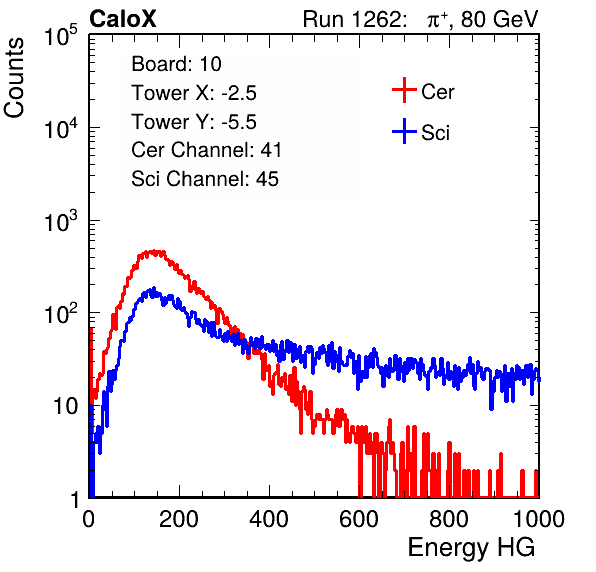 CaloX Run 1262: π⁺, 80 GeV
Counts
10⁵
10⁴
10³
10²
10
1
Board: 10
Tower X: -2.5
Tower Y: -5.5
Cer Channel: 41
Sci Channel: 45
Cer
Sci
0 200 400 600 800 1000
Energy HG